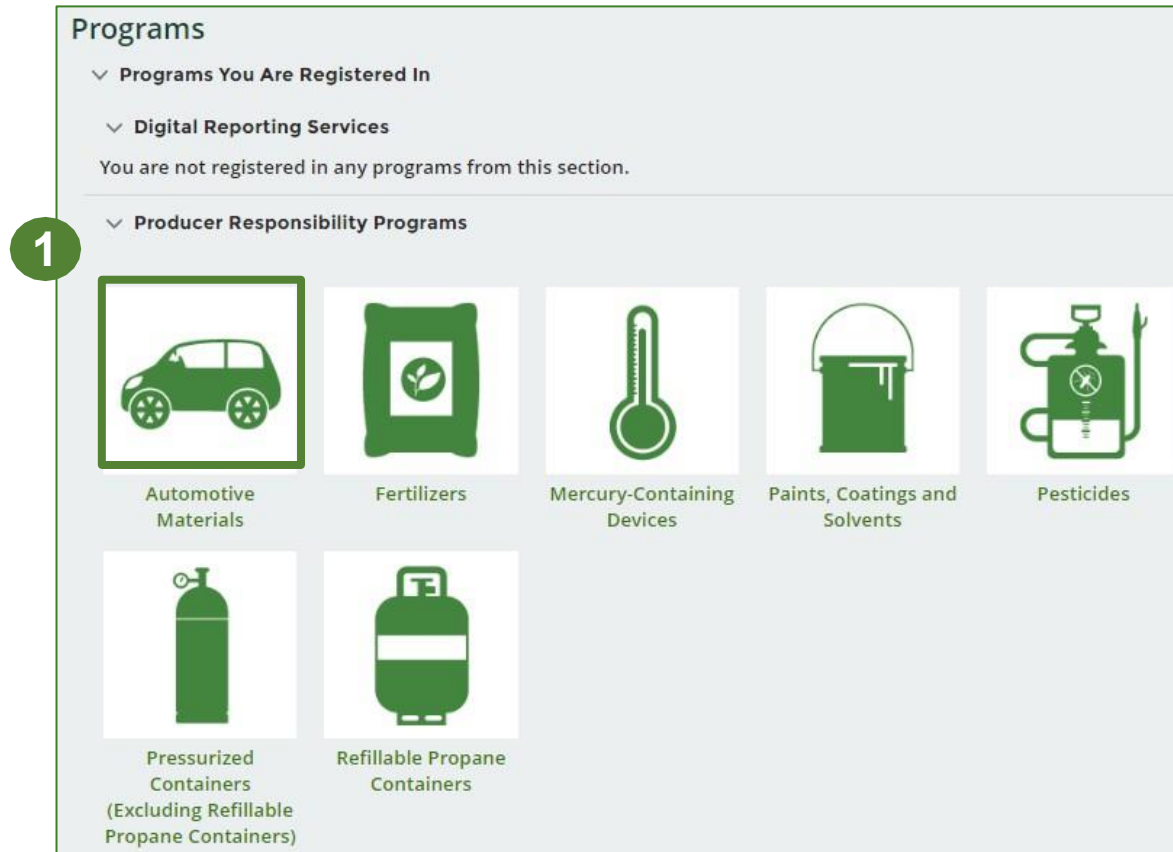 Programs
Programs You Are Registered In
Digital Reporting Services
You are not registered in any programs from this section.
Producer Responsibility Programs
1
Automotive
Materials
Fertilizers
Mercury-Containing
Devices
Paints, Coatings and
Solvents
Pesticides
Pressurized
Containers
(Excluding Refillable
Propane Containers)
Refillable Propane
Containers